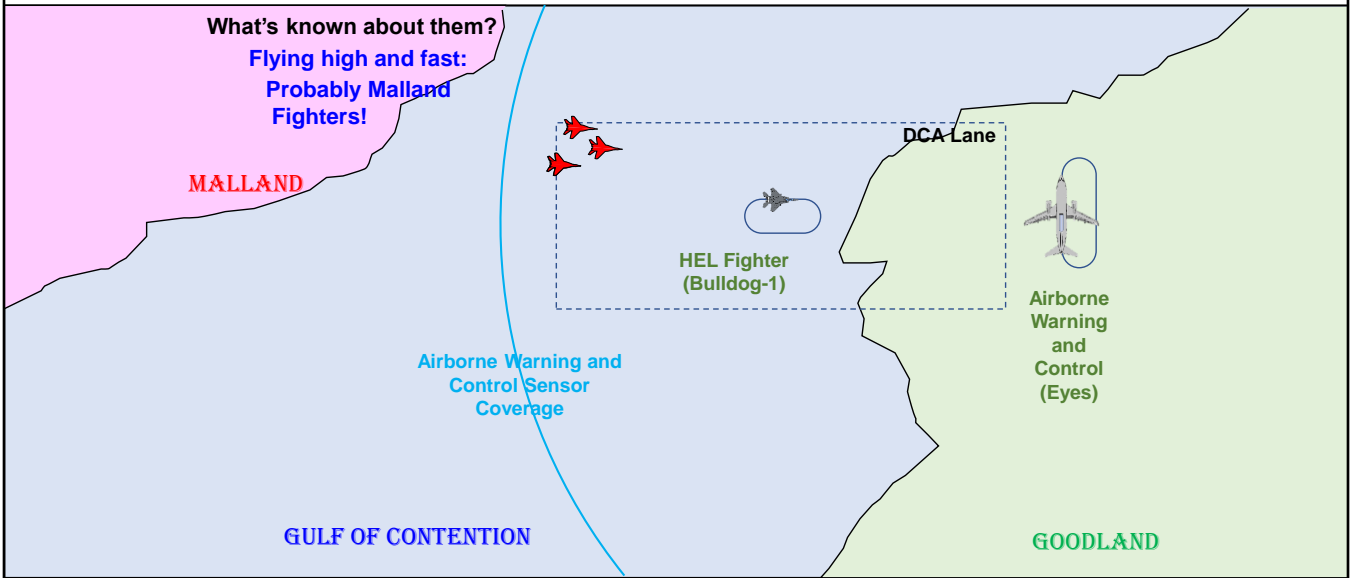 What's known about them?
Flying high and fast:
Probably Malland
Fighters!
DCA Lane
MALLAND
HEL Fighter
(Bulldog-1)
Airborne
Warning
and
Control
(Eyes)
Airborne Warning and
Control Sensor
Coverage
GULF OF CONTENTION
GOODLAND